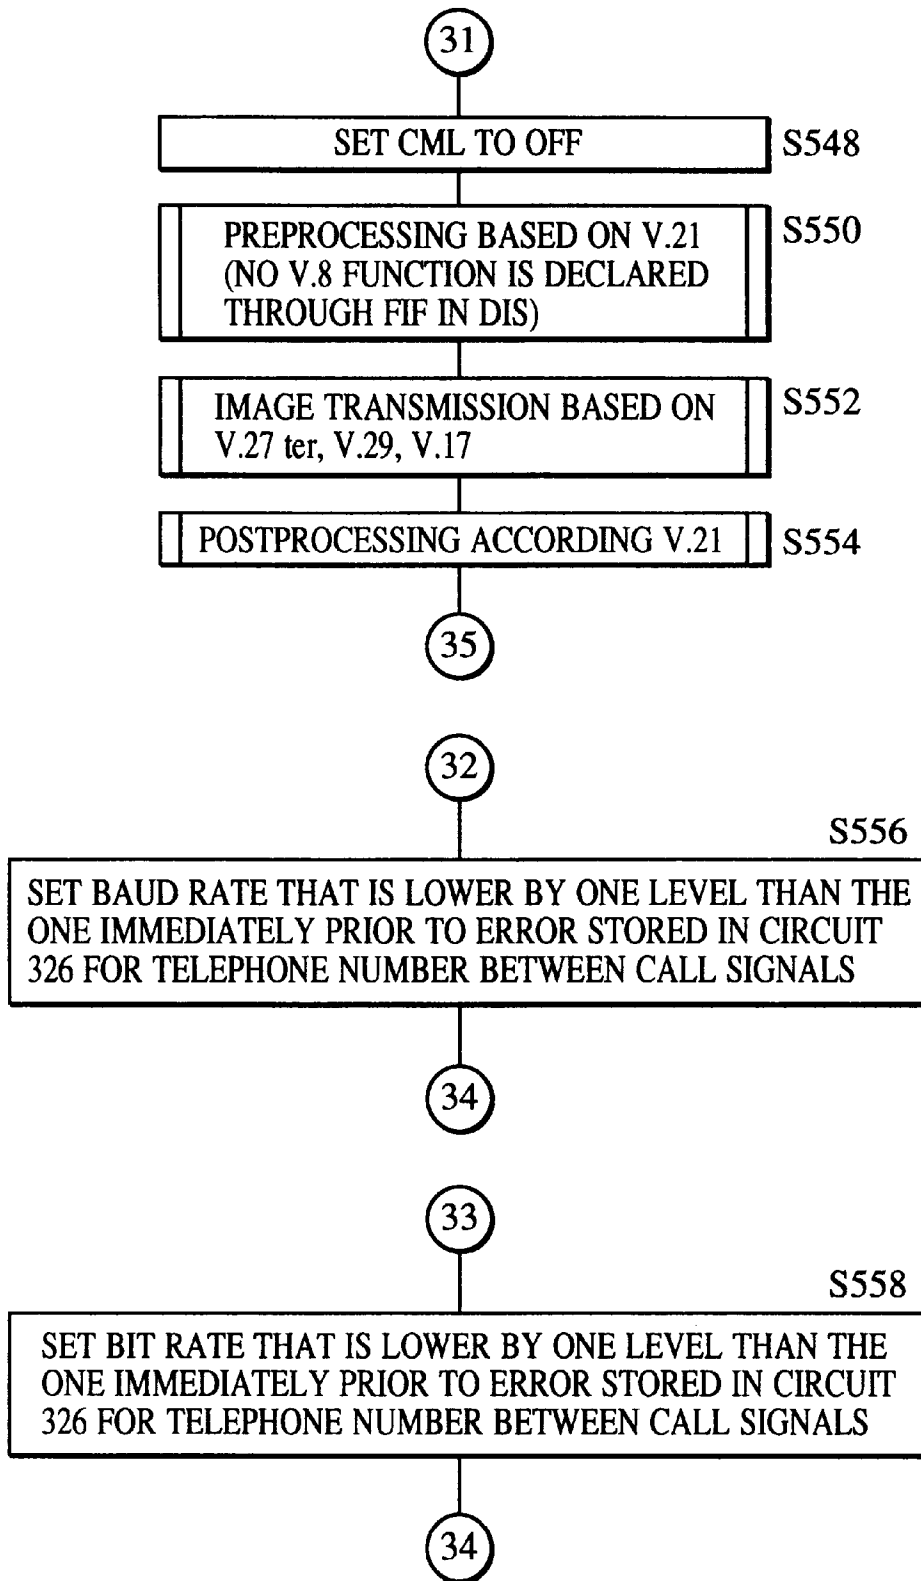 31
SET CML TO OFF
S548
PREPROCESSING BASED ON V.21
(NO V.8 FUNCTION IS DECLARED
THROUGH FIF IN DIS)
S550
IMAGE TRANSMISSION BASED ON
V.27 ter, V.29, V.17
S552
POSTPROCESSING ACCORDING V.21
S554
35
32
S556
SET BAUD RATE THAT IS LOWER BY ONE LEVEL THAN THE
ONE IMMEDIATELY PRIOR TO ERROR STORED IN CIRCUIT
326 FOR TELEPHONE NUMBER BETWEEN CALL SIGNALS
34
33
S558
SET BIT RATE THAT IS LOWER BY ONE LEVEL THAN THE
ONE IMMEDIATELY PRIOR TO ERROR STORED IN CIRCUIT
326 FOR TELEPHONE NUMBER BETWEEN CALL SIGNALS
34